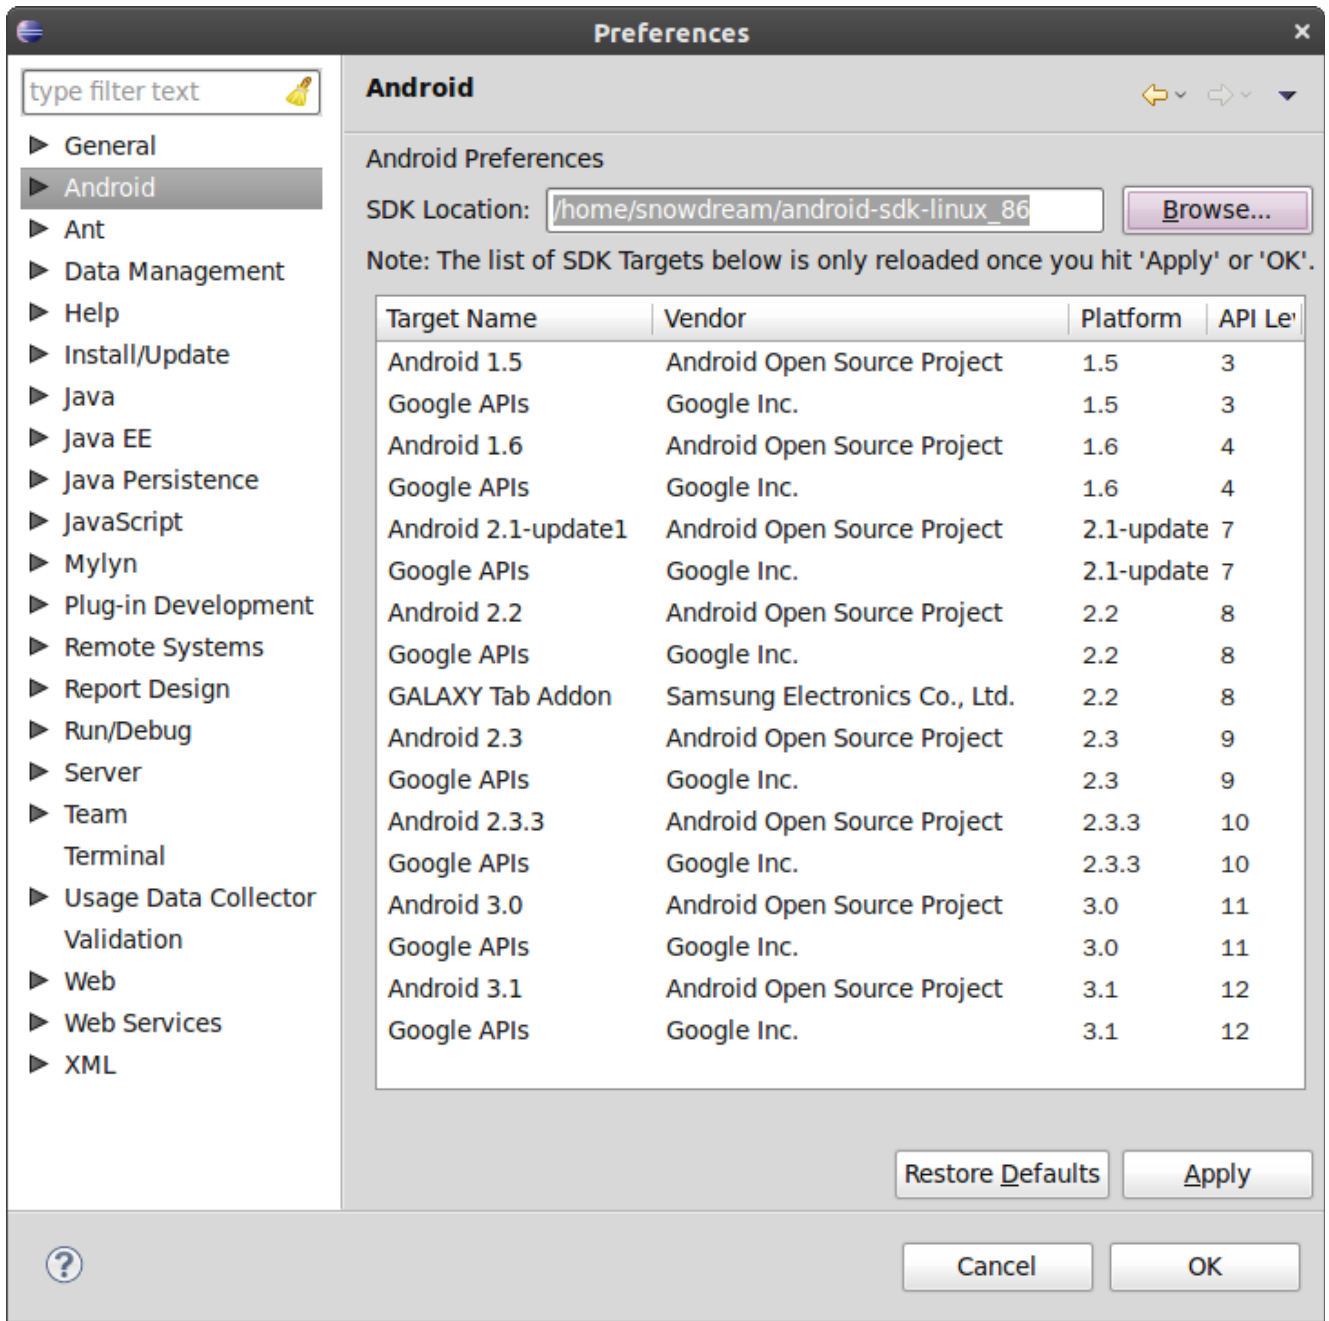 Preferences
type filter text
General
Android
Ant
Data Management
Help
Install/Update
Java
Java EE
Java Persistence
JavaScript
Mylyn
Plug-in Development
Remote Systems
Report Design
Run/Debug
Server
Team
Terminal
Usage Data Collector
Validation
Web
Web Services
XML
Android
Android Preferences
SDK Location: /home/snowdream/android-sdk-linux_86 Browse...
Note: The list of SDK Targets below is only reloaded once you hit 'Apply' or 'OK'.
Target Name Vendor Platform API Le
Android 1.5 Android Open Source Project 1.5 3
Google APIs Google Inc. 1.5 3
Android 1.6 Android Open Source Project 1.6 4
Google APIs Google Inc. 1.6 4
Android 2.1-update1 Android Open Source Project 2.1-update 7
Google APIs Google Inc. 2.1-update 7
Android 2.2 Android Open Source Project 2.2 8
Google APIs Google Inc. 2.2 8
GALAXY Tab Addon Samsung Electronics Co., Ltd. 2.2 8
Android 2.3 Android Open Source Project 2.3 9
Google APIs Google Inc. 2.3 9
Android 2.3.3 Android Open Source Project 2.3.3 10
Google APIs Google Inc. 2.3.3 10
Android 3.0 Android Open Source Project 3.0 11
Google APIs Google Inc. 3.0 11
Android 3.1 Android Open Source Project 3.1 12
Google APIs Google Inc. 3.1 12
Restore Defaults Apply
? Cancel OK